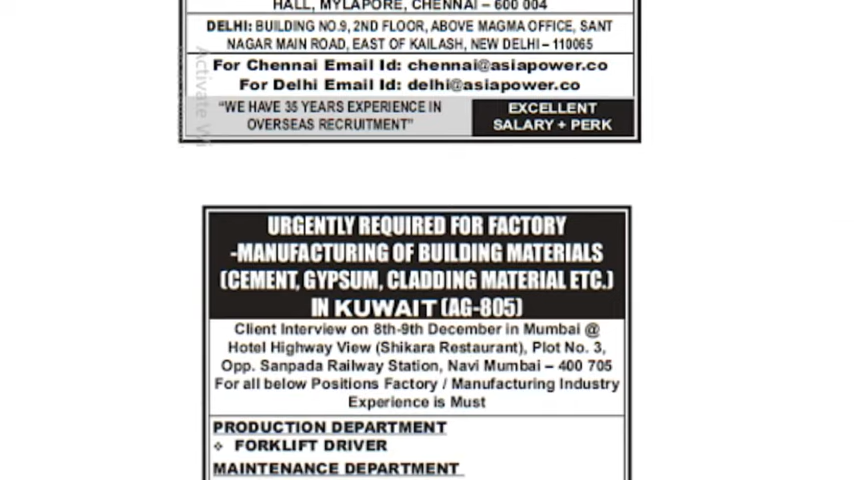 HALL, MYLAPORE, CHENNAI – 600 004
DELHI: BUILDING NO.9, 2ND FLOOR, ABOVE MAGMA OFFICE, SANT
NAGAR MAIN ROAD, EAST OF KAILASH, NEW DELHI – 110065
For Chennai Email Id: chennai@asiapower.co
For Delhi Email Id: delhi@asiapower.co
“WE HAVE 35 YEARS EXPERIENCE IN
OVERSEAS RECRUITMENT”
EXCELLENT
SALARY + PERK
Activate Wi
URGENTLY REQUIRED FOR FACTORY
-MANUFACTURING OF BUILDING MATERIALS
(CEMENT, GYPSUM, CLADDING MATERIAL ETC.)
IN KUWAIT (AG-805)
Client Interview on 8th-9th December in Mumbai @
Hotel Highway View (Shikara Restaurant), Plot No. 3,
Opp. Sanpada Railway Station, Navi Mumbai – 400 705
For all below Positions Factory / Manufacturing Industry
Experience is Must
PRODUCTION DEPARTMENT
❖ FORKLIFT DRIVER
MAINTENANCE DEPARTMENT